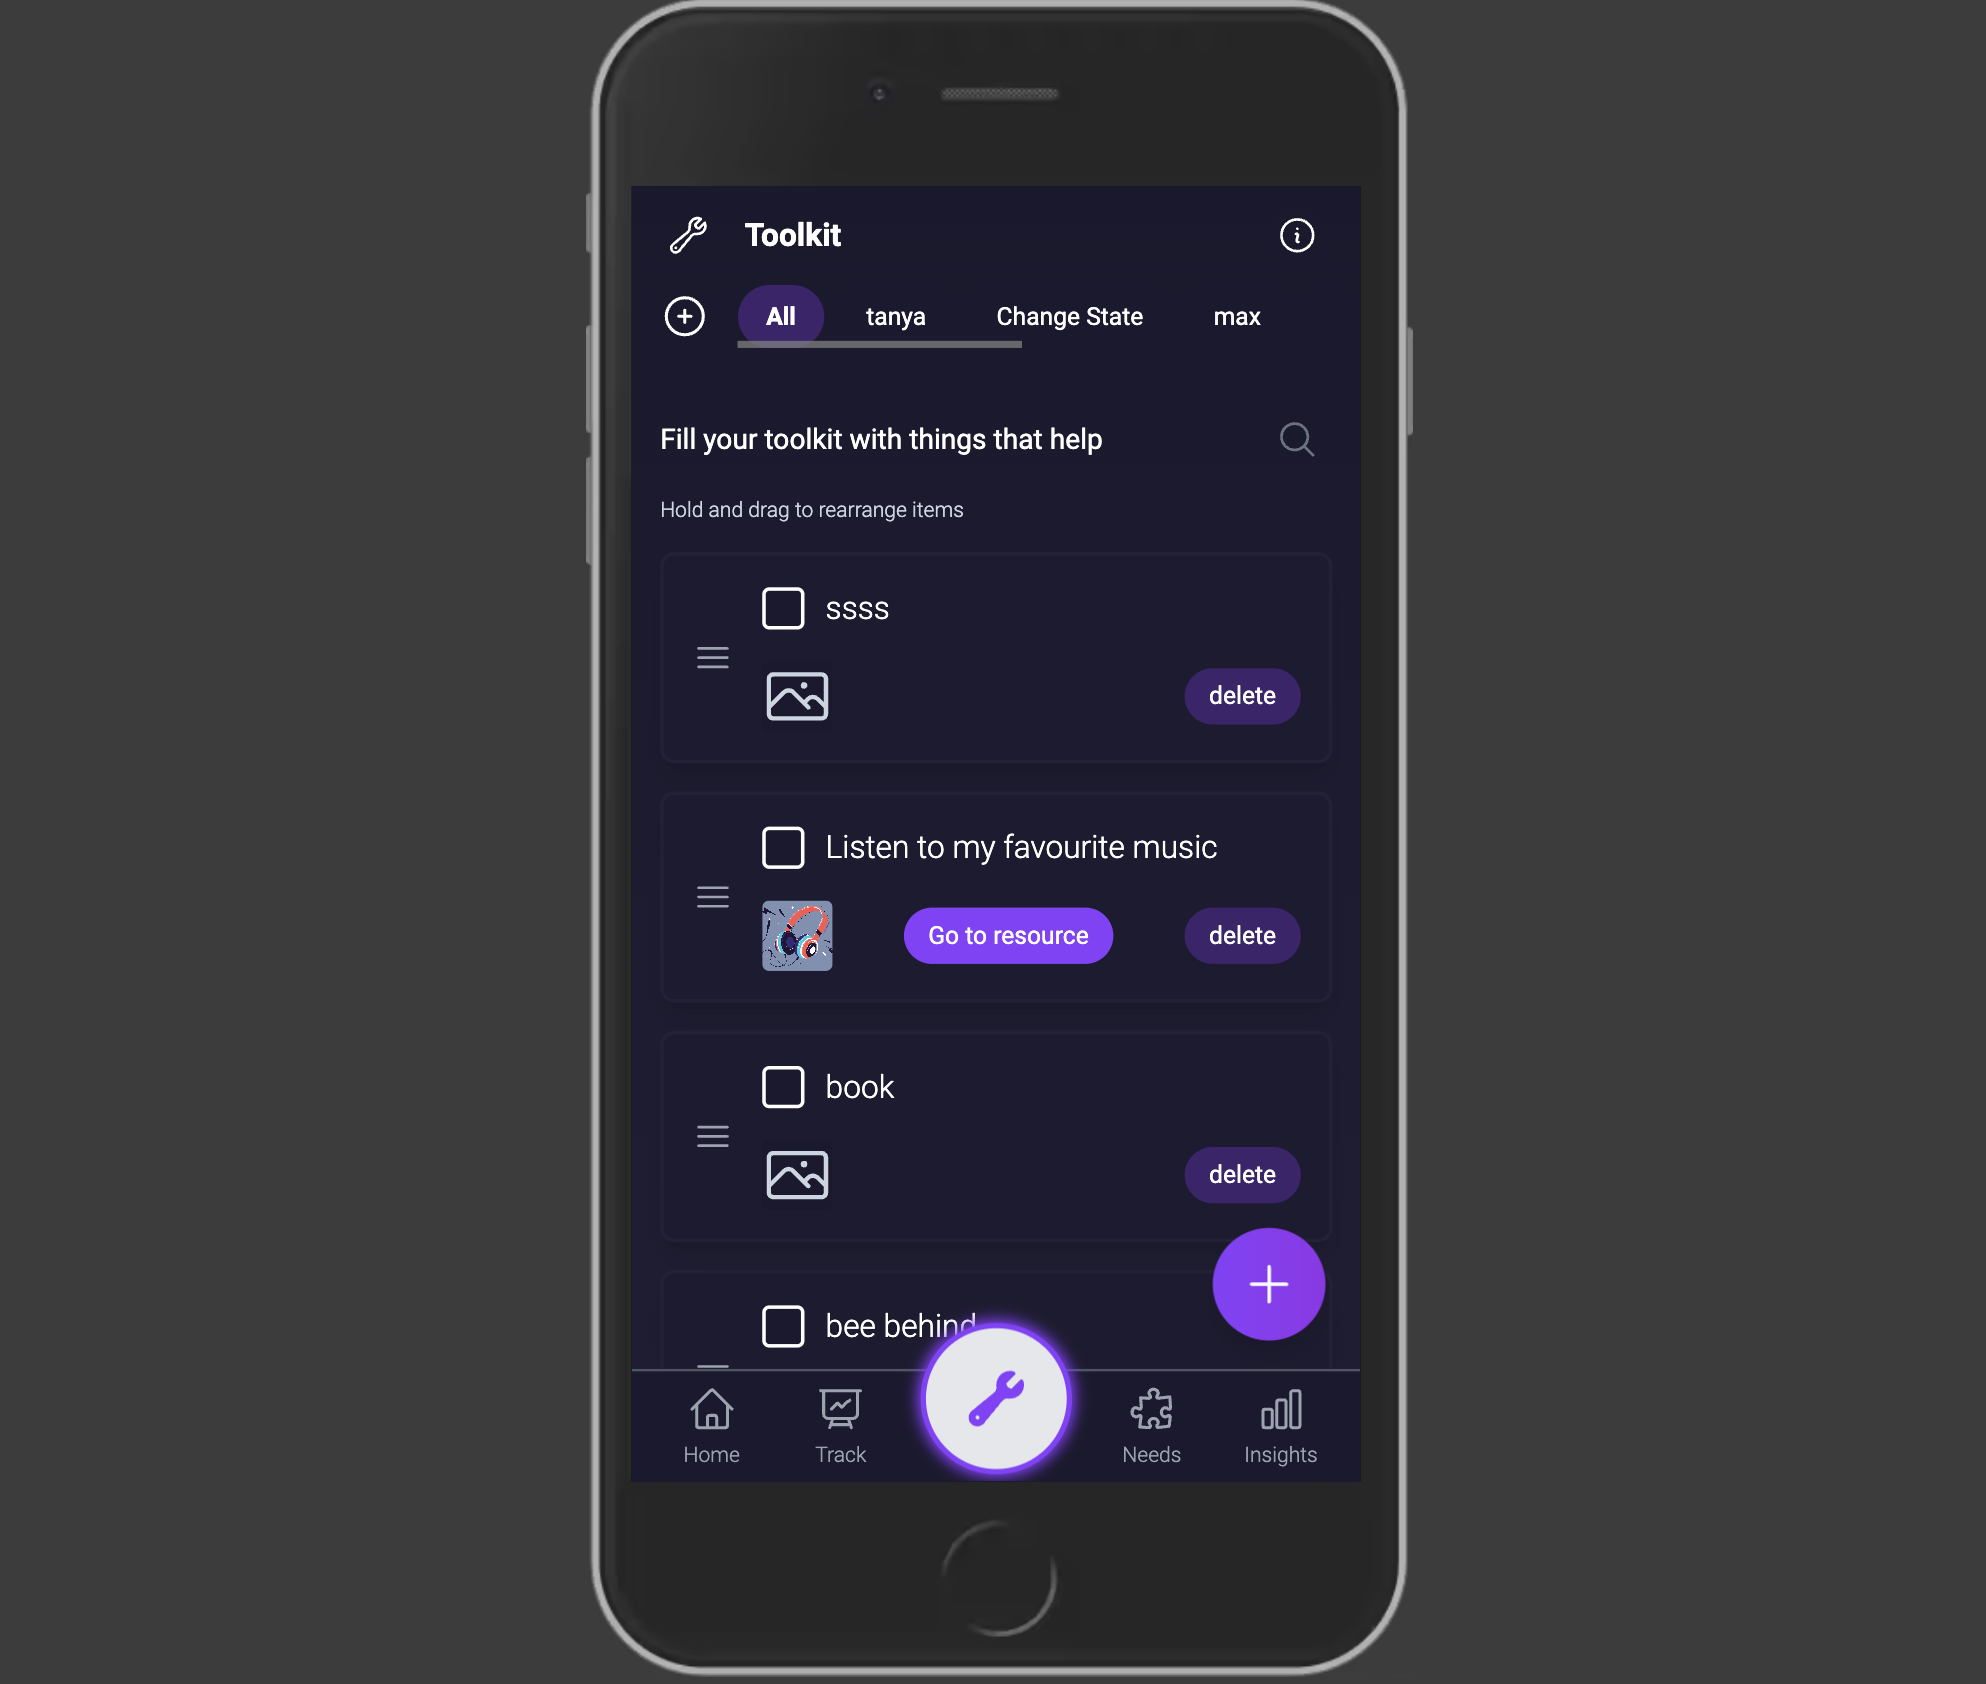 Toolkit
All tanya Change State max
Fill your toolkit with things that help
Hold and drag to rearrange items
ssss
delete
Listen to my favourite music
Go to resource delete
book
delete
bee behind
Home Track Needs Insights